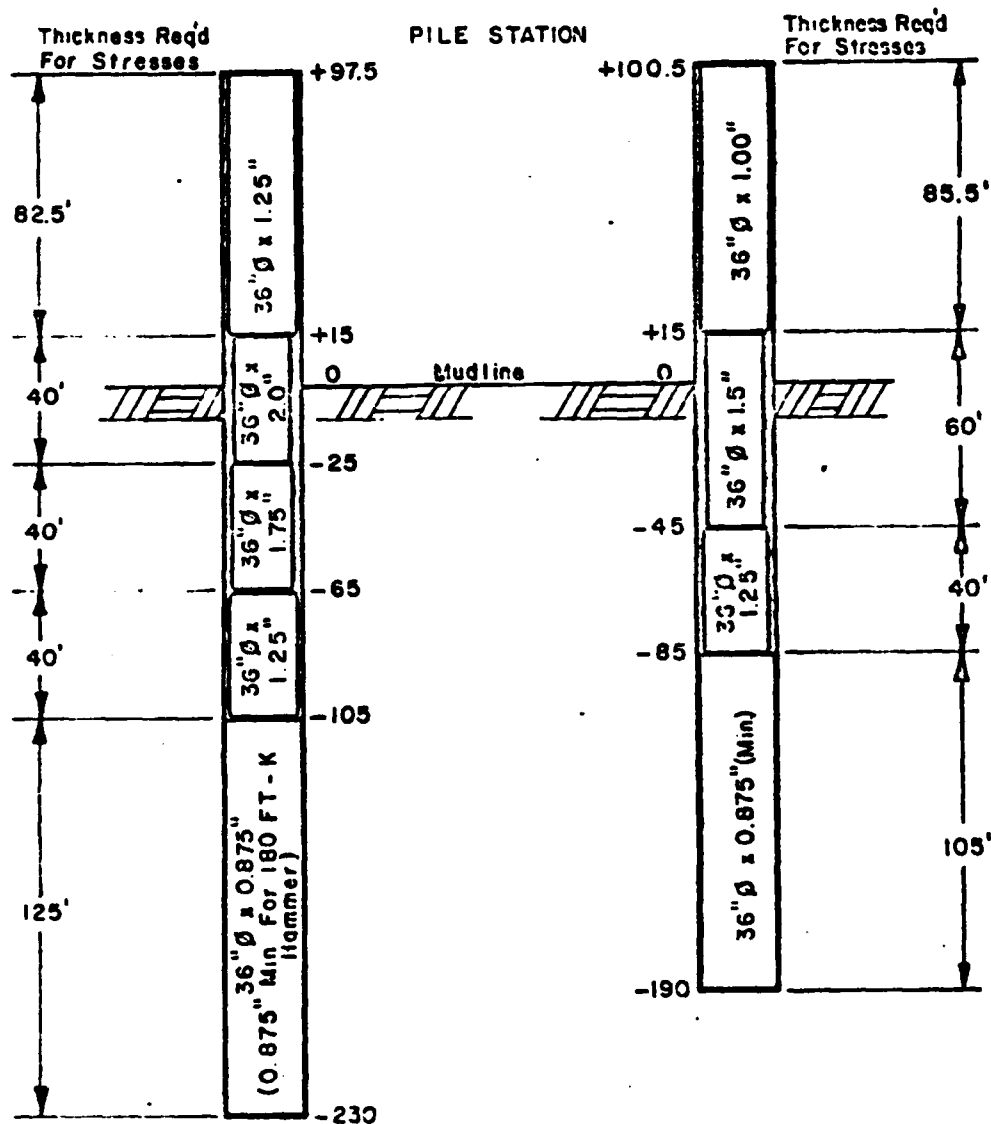 Thickness Req'd
For Stresses
PILE STATION
Thickness Req'd
For Stresses
+97.5
+100.5
82.5'
36"Ø x 1.25"
36"Ø x 1.00"
85.5'
+15
+15
40'
36"Ø x
2.0"
0
Mudline
0
36"Ø x 1.5"
60'
-25
40'
36"Ø x
1.75"
-45
-65
36"Ø x
1.25"
40'
40'
36"Ø x
1.25"
-85
-105
125'
36"Ø x 0.875"
(0.875" Min For 180 FT-K
Hammer)
36"Ø x 0.875"(Min)
105'
-190
-230